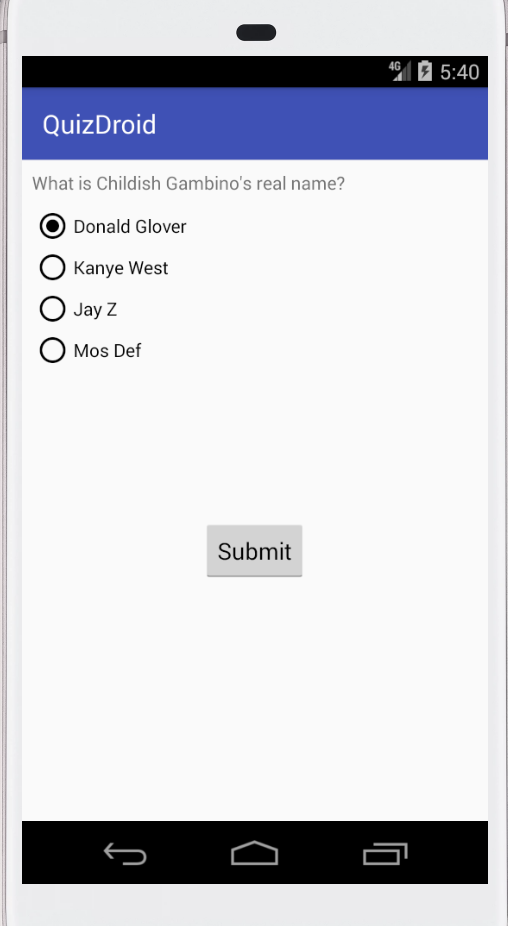 4G 5:40
QuizDroid
What is Childish Gambino's real name?
Donald Glover
Kanye West
Jay Z
Mos Def
Submit